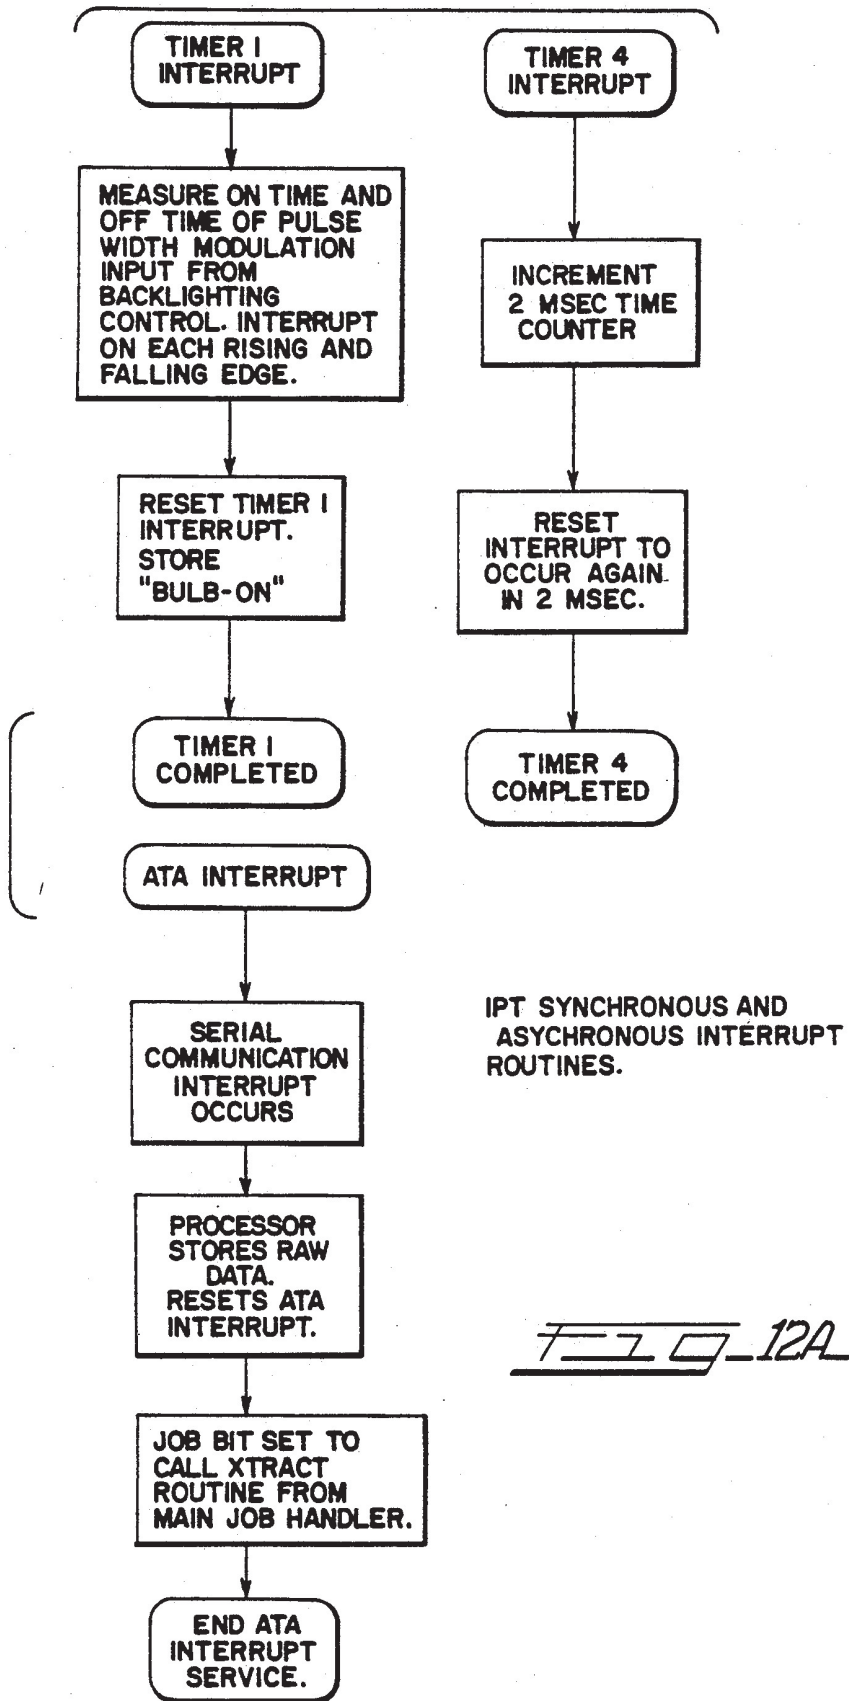 TIMER 1
INTERRUPT
MEASURE ON TIME AND
OFF TIME OF PULSE
WIDTH MODULATION
INPUT FROM
BACKLIGHTING
CONTROL. INTERRUPT
ON EACH RISING AND
FALLING EDGE.
RESET TIMER 1
INTERRUPT.
STORE
"BULB-ON"
TIMER 1
COMPLETED
TIMER 4
INTERRUPT
INCREMENT
2 MSEC TIME
COUNTER
RESET
INTERRUPT TO
OCCUR AGAIN
IN 2 MSEC.
TIMER 4
COMPLETED
ATA INTERRUPT
SERIAL
COMMUNICATION
INTERRUPT
OCCURS
PROCESSOR
STORES RAW
DATA.
RESETS ATA
INTERRUPT.
JOB BIT SET TO
CALL XTRACT
ROUTINE FROM
MAIN JOB HANDLER.
END ATA
INTERRUPT
SERVICE.
IPT SYNCHRONOUS AND
ASYCHRONOUS INTERRUPT
ROUTINES.
Fig_12A